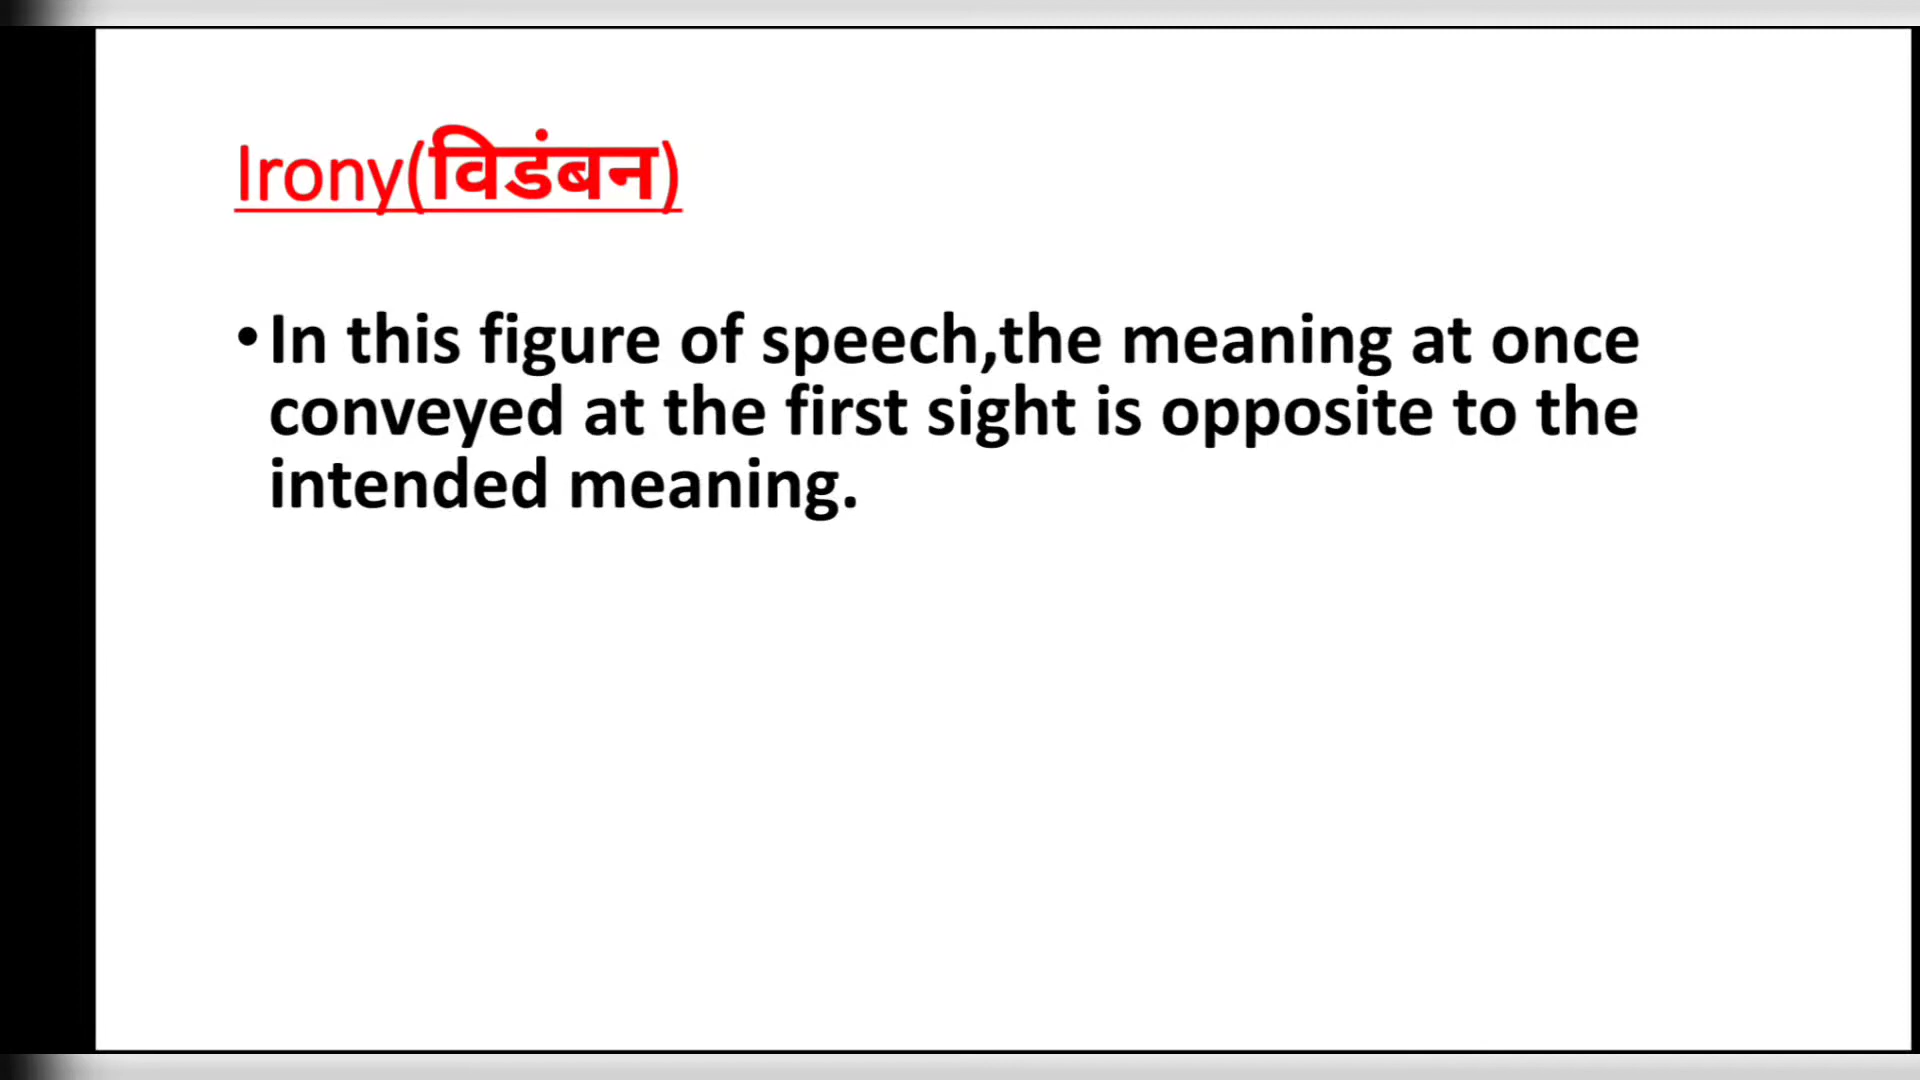 Irony(विडंबन)
•In this figure of speech,the meaning at once
conveyed at the first sight is opposite to the
intended meaning.